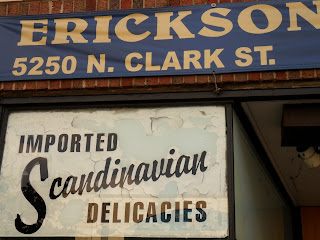 ERICKSON
5250 N. CLARK ST.
IMPORTED
Scandinavian
DELICACIES